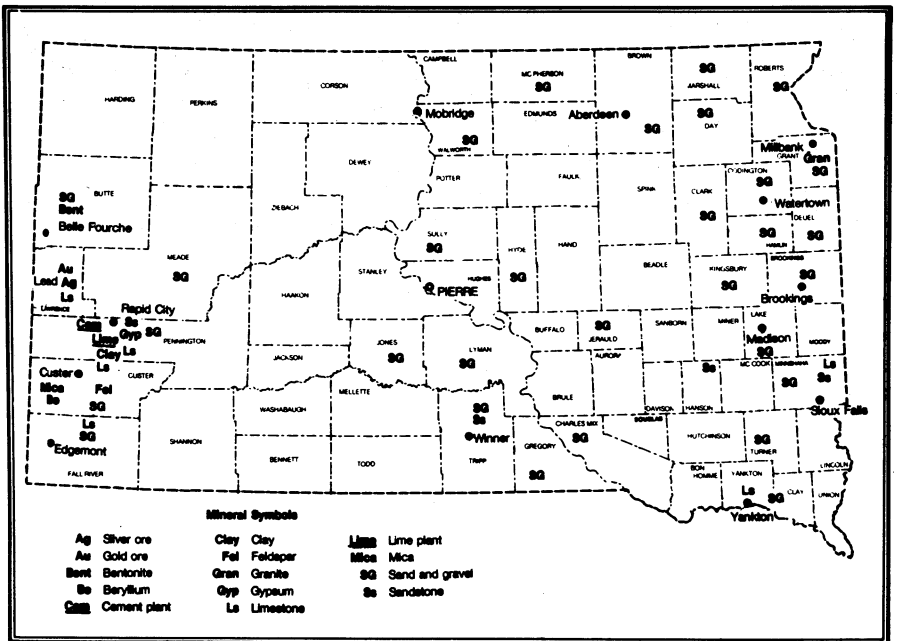 CAMPBELL
BROWN
MC PHERSON
SG
SG
ROBERTS
SG
HARDING
PERKINS
CORSON
Mobridge
EDMUNDS
Aberdeen
SG
JARSHALL
SG
DAY
SG
WALWORTH
DEWEY
Millbank
GRANT
Gran
SG
POTTER
FAULK
SPINK
CLARK
SG
CODINGTON
SG
Watertown
SG
Bent
BUTTE
Belle Fourche
ZIEBACH
SULLY
SG
HYDE
SG
HAND
DEUEL
SG
HAMLIN
SG
MEADE
SG
STANLEY
HAAKON
HUGHES
PIERRE
BEADLE
KINGSBURY
SG
BROOKINGS
SG
Brookings
Au
Lead Ag
Ls
LAWRENCE
Rapid City
Cem
Ss
Lime
Gyp
SG
PENNINGTON
Clay
Ls
Ls
BUFFALO
SG
JERAULD
SANBORN
MINER
LAKE
Madison
SG
MOODY
JONES
SG
LYMAN
SG
JACKSON
AURORA
Custer
CUSTER
Mica
Be
Fel
SG
Ss
MC COOK
MINNEHAHA
SG
Ls
Ss
Sioux Falls
MELLETTE
WASHABAUGH
BRULE
DAVISON
HANSON
Ls
SG
Edgemont
FALL RIVER
SHANNON
BENNETT
TODD
SG
Ss
Winner
TRIPP
GREGORY
SG
CHARLES MIX
SG
DOUGLAS
HUTCHINSON
SG
TURNER
LINCOLN
BON
HOMME
YANKTON
Ls
SG
CLAY
UNION
Yankton
Mineral Symbols
Ag Silver ore
Au Gold ore
Bent Bentonite
Be Beryllium
Cem Cement plant
Clay Clay
Fel Feldspar
Gran Granite
Gyp Gypsum
Ls Limestone
Lime Lime plant
Mica Mica
SG Sand and gravel
Ss Sandstone